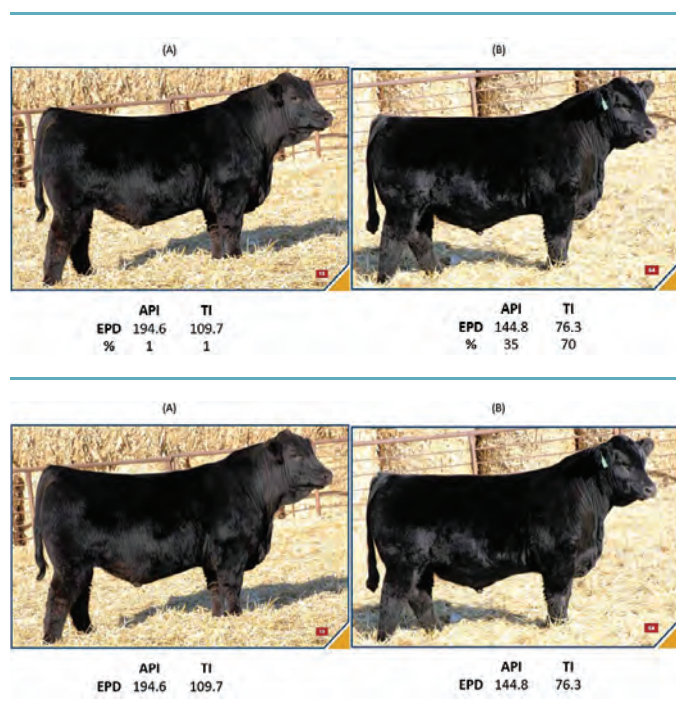 (A) (B)
API TI API TI
EPD 194.6 109.7 EPD 144.8 76.3
% 1 1 % 35 70
(A) (B)
API TI API TI
EPD 194.6 109.7 EPD 144.8 76.3